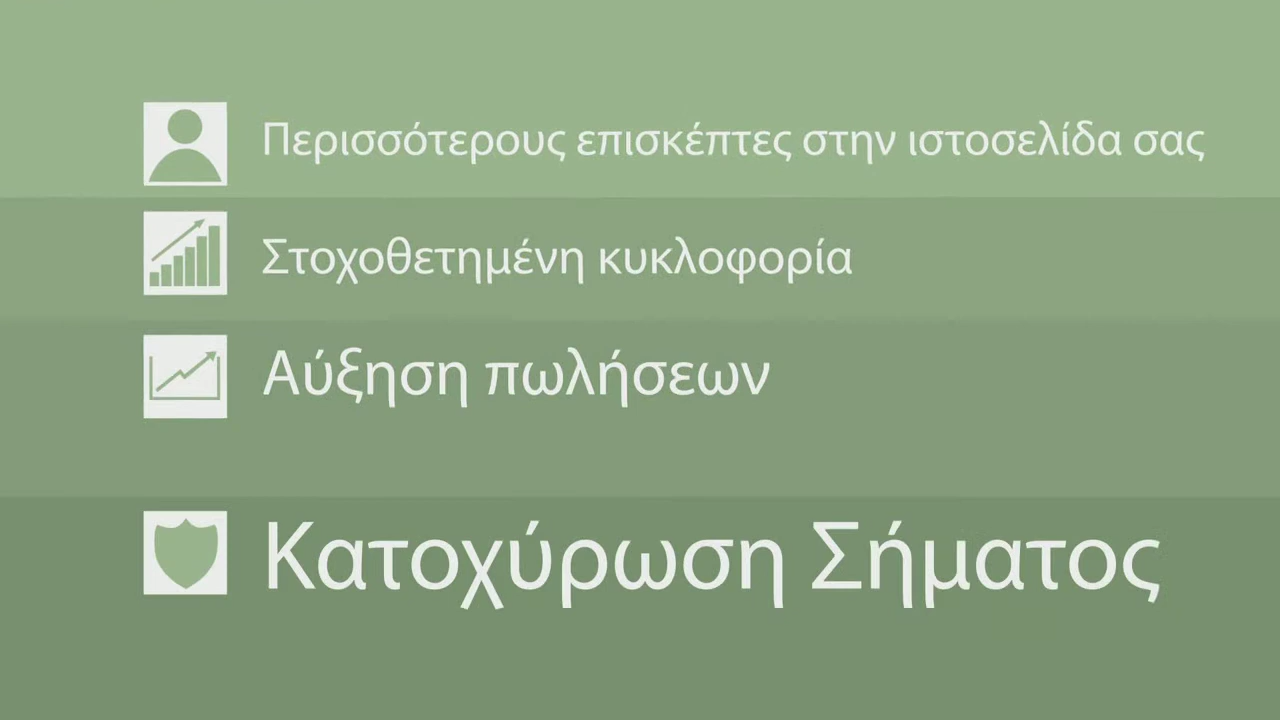 Περισσότερους επισκέπτες στην ιστοσελίδα σας
Στοχοθετημένη κυκλοφορία
Αύξηση πωλήσεων
Κατοχύρωση Σήματος